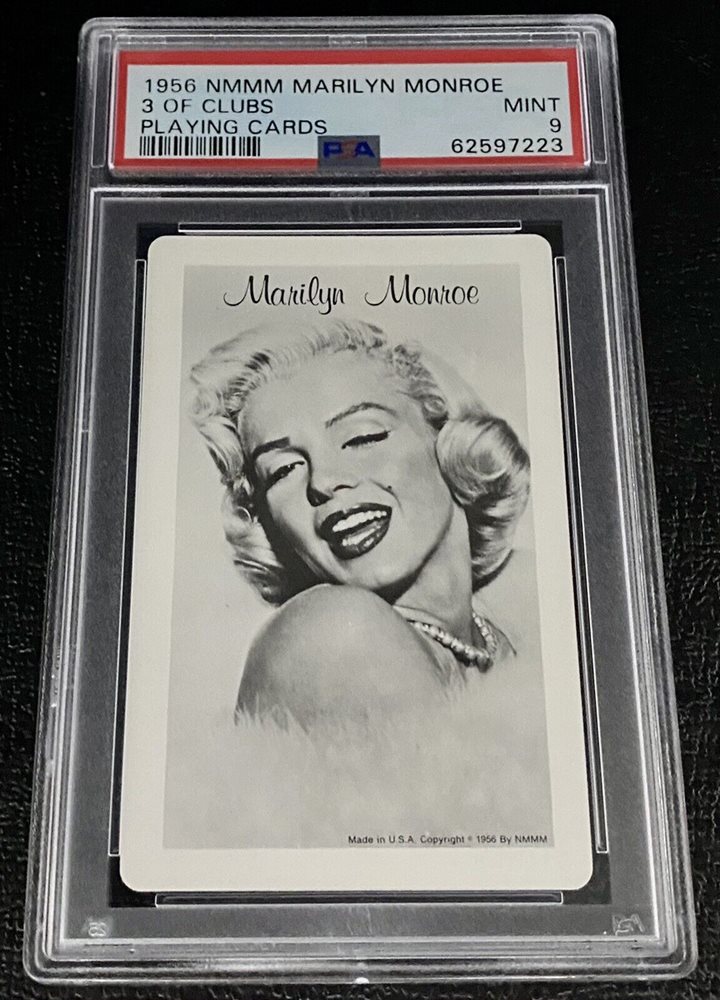 1956 NMMM MARILYN MONROE
3 OF CLUBS MINT
PLAYING CARDS 9
PSA 62597223
Marilyn Monroe
Made in U.S.A. Copyright © 1956 By NMMM